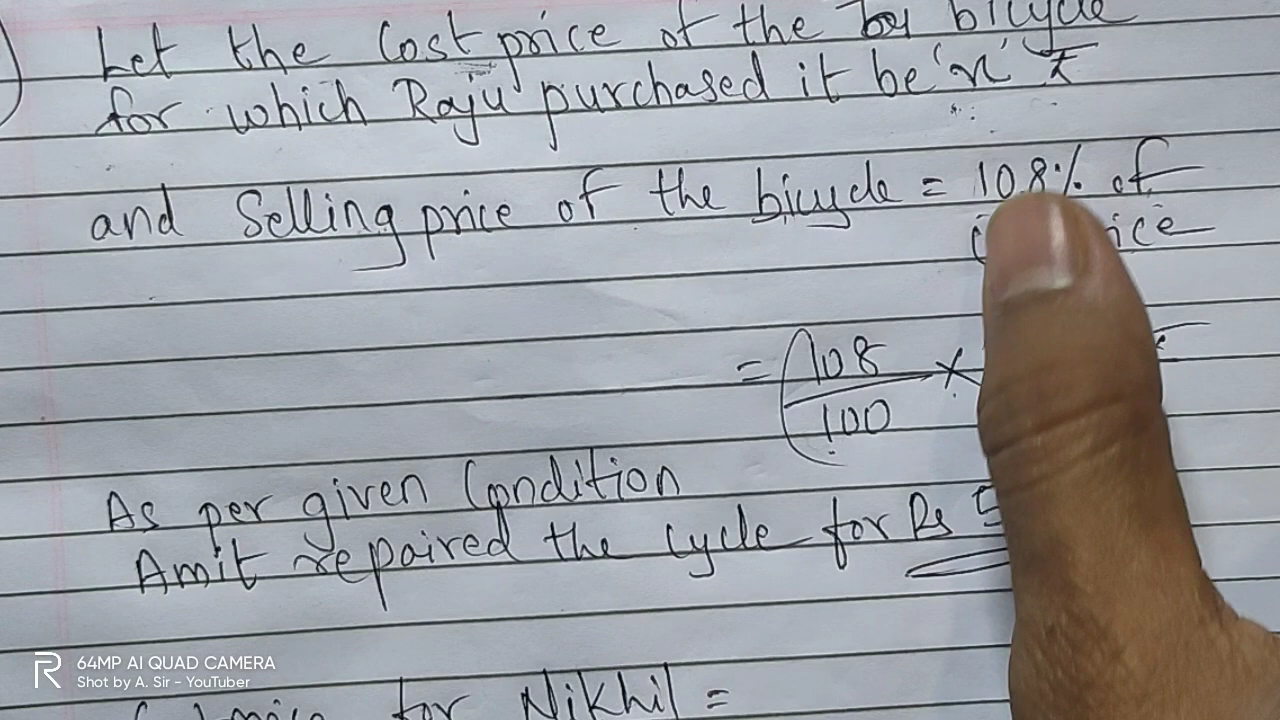 Let the Cost price of the by bicycle
for which Raju purchased it be 'x' ₹
and Selling price of the bicycle = 108% of
= (108/100 ×
As per given Condition
Amit repaired the cycle for Rs
for Nikhil =
64MP AI QUAD CAMERA
Shot by A. Sir - YouTuber